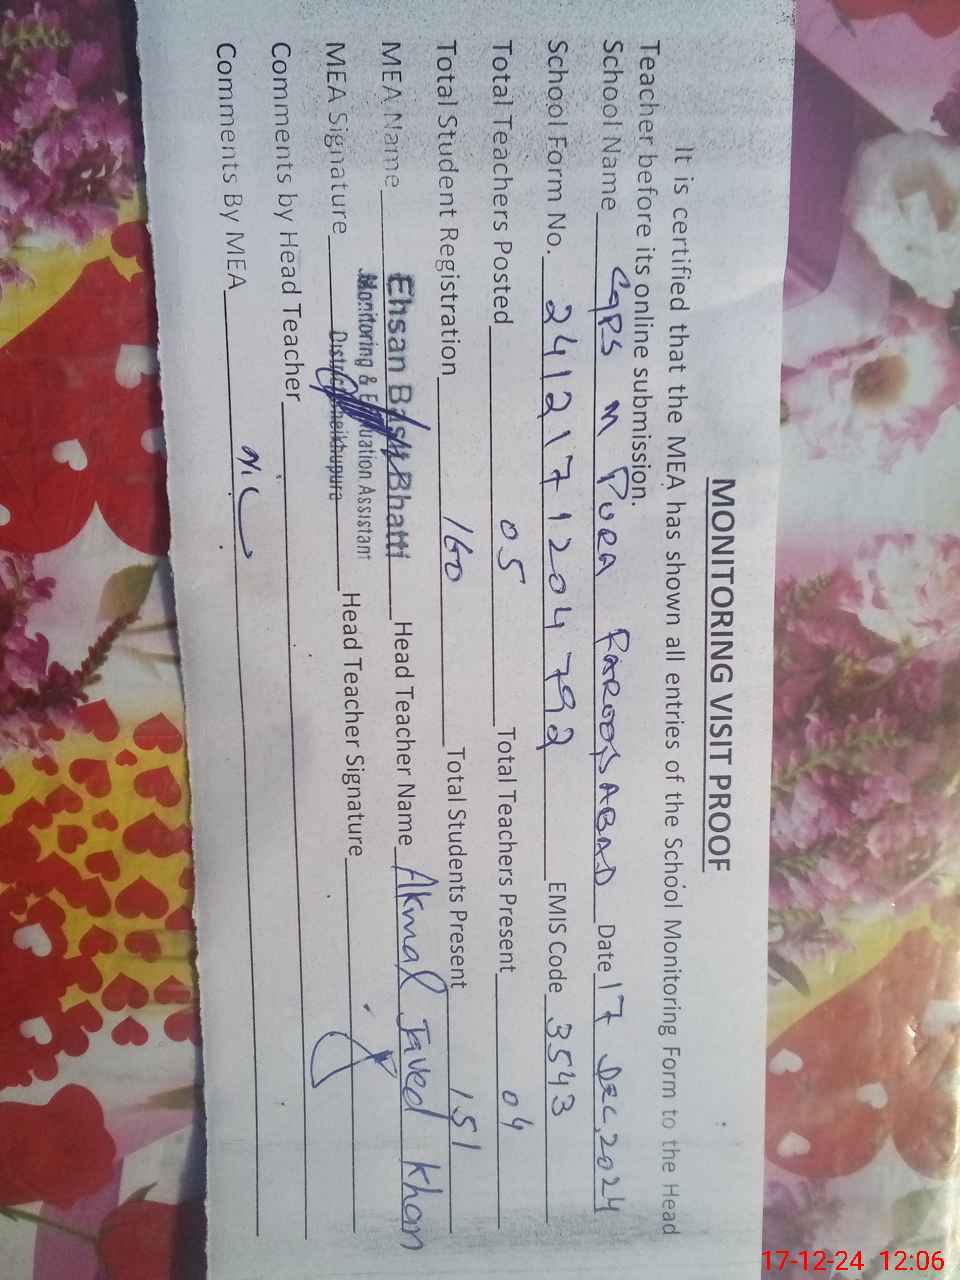 MONITORING VISIT PROOF
It is certified that the MEA has shown all entries of the School Monitoring Form to the Head
Teacher before its online submission.
School Name GPS M PURA FAROOQABAD Date 17 Dec, 2024
School Form No. 2412171204792 EMIS Code 3543
Total Teachers Posted 05 Total Teachers Present 04
Total Student Registration 160 Total Students Present 151
MEA Name Ehsan Bhatti Head Teacher Name Akmal Javed Khan
Monitoring & Assistant
MEA Signature District Sheikhupura Head Teacher Signature
Comments by Head Teacher
Comments By MEA NIL
17-12-24 12:06